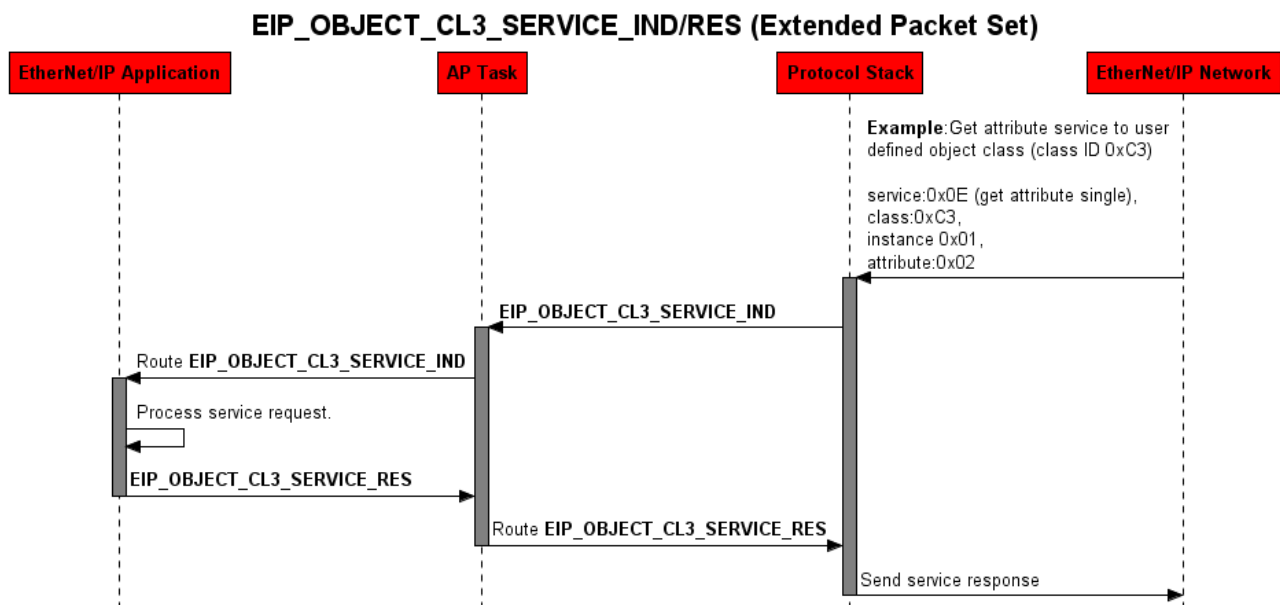 EIP_OBJECT_CL3_SERVICE_IND/RES (Extended Packet Set)
EtherNet/IP Application
AP Task
Protocol Stack
EtherNet/IP Network
Example:Get attribute service to user
defined object class (class ID 0xC3)
service:0x0E (get attribute single),
class:0xC3,
instance 0x01,
attribute:0x02
EIP_OBJECT_CL3_SERVICE_IND
Route EIP_OBJECT_CL3_SERVICE_IND
Process service request.
EIP_OBJECT_CL3_SERVICE_RES
Route EIP_OBJECT_CL3_SERVICE_RES
Send service response